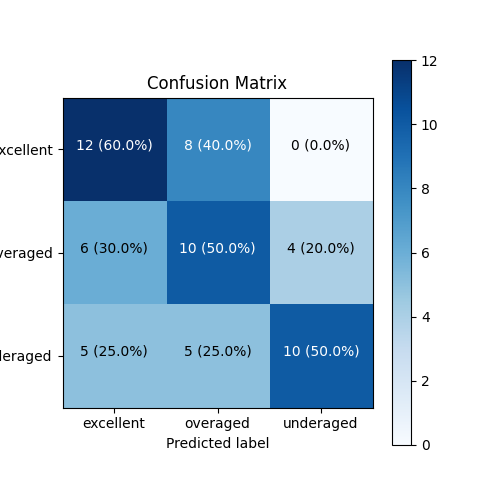 Confusion Matrix
12
10
8
6
4
2
0
xcellent
12 (60.0%) 8 (40.0%) 0 (0.0%)
veraged
6 (30.0%) 10 (50.0%) 4 (20.0%)
deraged
5 (25.0%) 5 (25.0%) 10 (50.0%)
excellent overaged underaged
Predicted label